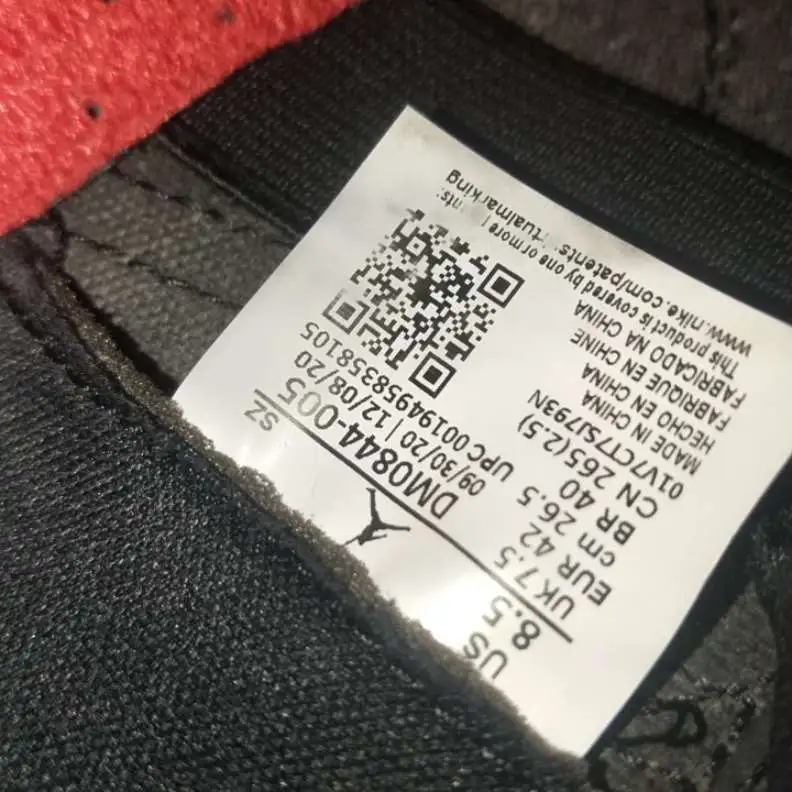 US
8.5
UK 7.5
EUR 42
cm 26.5
BR 40
CN 265(2.5)
01V7CT7SJ793N
MADE IN CHINA
HECHO EN CHINA
FABRIQUE EN CHINE
FABRICADO NA CHINA
DM0844-005 SZ
09/30/20 | 12/08/20
UPC 00194958358105
This product is covered by one or more
www.nike.com/patents